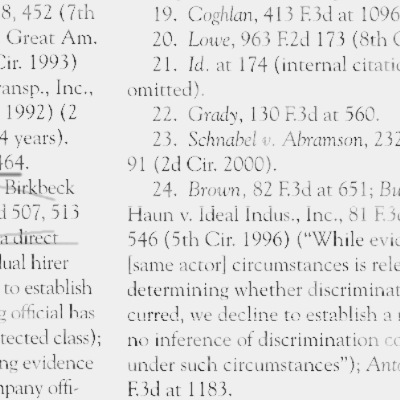 8, 452 (7th
Great Am.
Cir. 1993)
ransp., Inc.,
1992) (2
4 years).
464.
Birkbeck
d 507, 513
a direct
dual hirer
to establish
g official has
tected class);
ng evidence
mpany offi-
19. Coghlan, 413 F.3d at 1096
20. Lowe, 963 F.2d 173 (8th C
21. Id. at 174 (internal citati
omitted).
22. Grady, 130 F.3d at 560.
23. Schnabel v. Abramson, 232
91 (2d Cir. 2000).
24. Brown, 82 F.3d at 651; Bu
Haun v. Ideal Indus., Inc., 81 F.3d
546 (5th Cir. 1996) (“While evid
[same actor] circumstances is rele
determining whether discriminat
curred, we decline to establish a
no inference of discrimination co
under such circumstances”); Anto
F.3d at 1183.